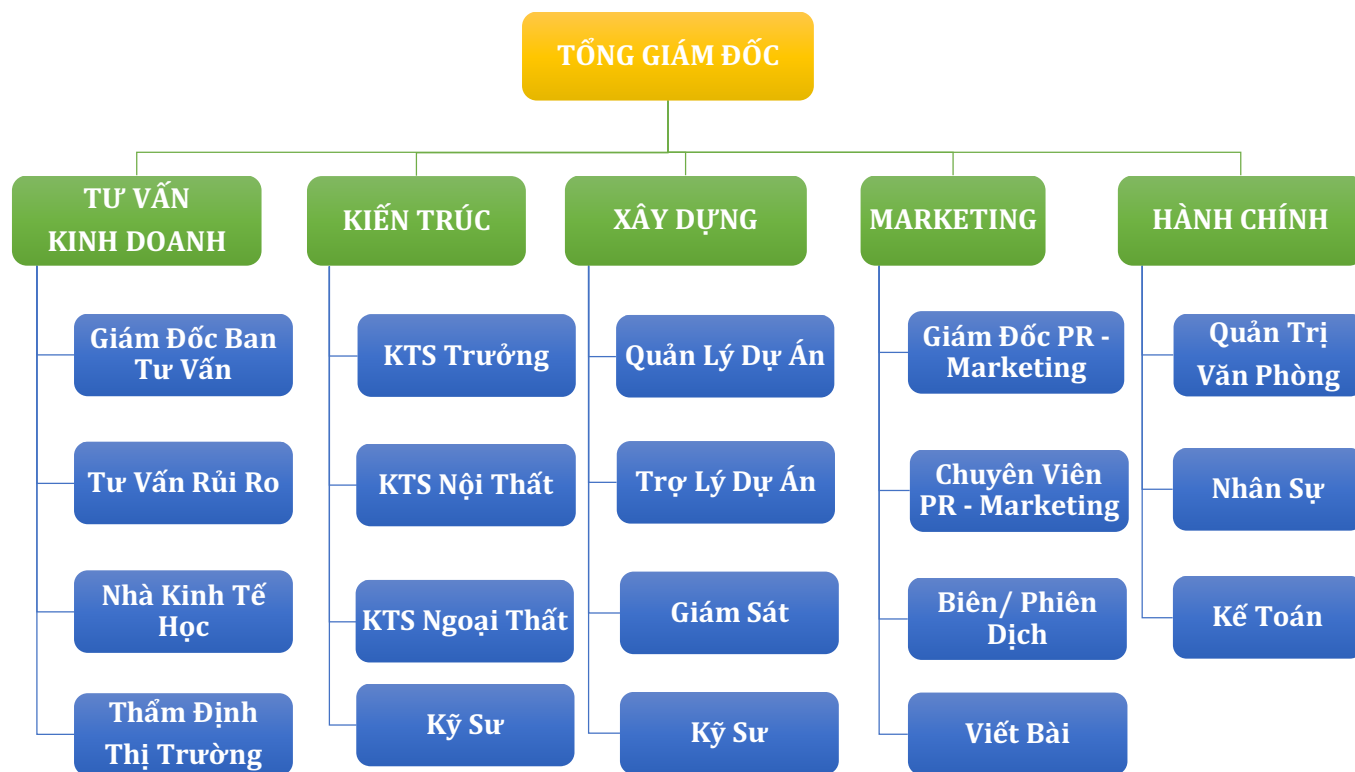 TỔNG GIÁM ĐỐC
TƯ VẤN
KINH DOANH
KIẾN TRÚC
XÂY DỰNG
MARKETING
HÀNH CHÍNH
Giám Đốc Ban
Tư Vấn
Tư Vấn Rủi Ro
Nhà Kinh Tế
Học
Thẩm Định
Thị Trường
KTS Trưởng
KTS Nội Thất
KTS Ngoại Thất
Kỹ Sư
Quản Lý Dự Án
Trợ Lý Dự Án
Giám Sát
Kỹ Sư
Giám Đốc PR -
Marketing
Chuyên Viên
PR - Marketing
Biên/ Phiên
Dịch
Viết Bài
Quản Trị
Văn Phòng
Nhân Sự
Kế Toán